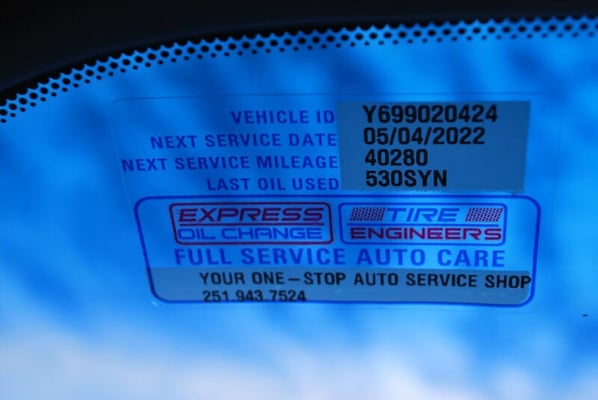 VEHICLE ID Y699020424
NEXT SERVICE DATE 05/04/2022
NEXT SERVICE MILEAGE 40280
LAST OIL USED 530SYN
EXPRESS OIL CHANGE
TIRE ENGINEERS
FULL SERVICE AUTO CARE
YOUR ONE-STOP AUTO SERVICE SHOP
251.943.7524